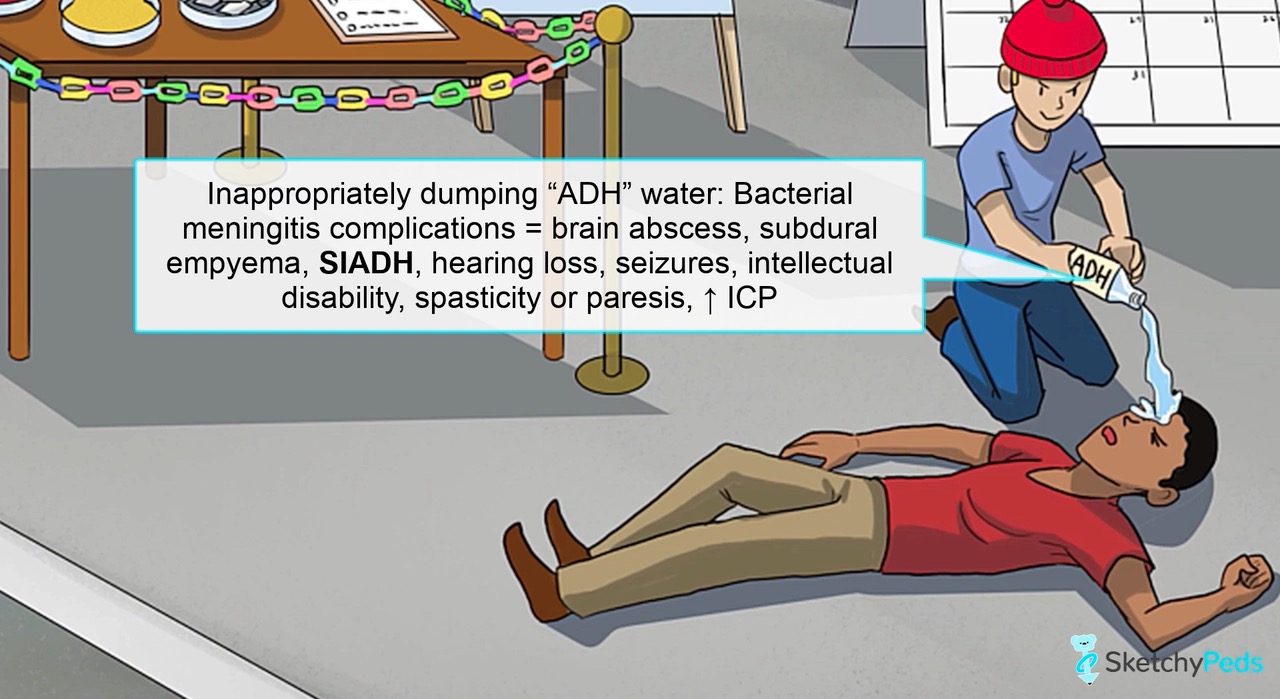 Inappropriately dumping “ADH” water: Bacterial
meningitis complications = brain abscess, subdural
empyema, SIADH, hearing loss, seizures, intellectual
disability, spasticity or paresis, ↑ ICP
ADH
31
SketchyPeds